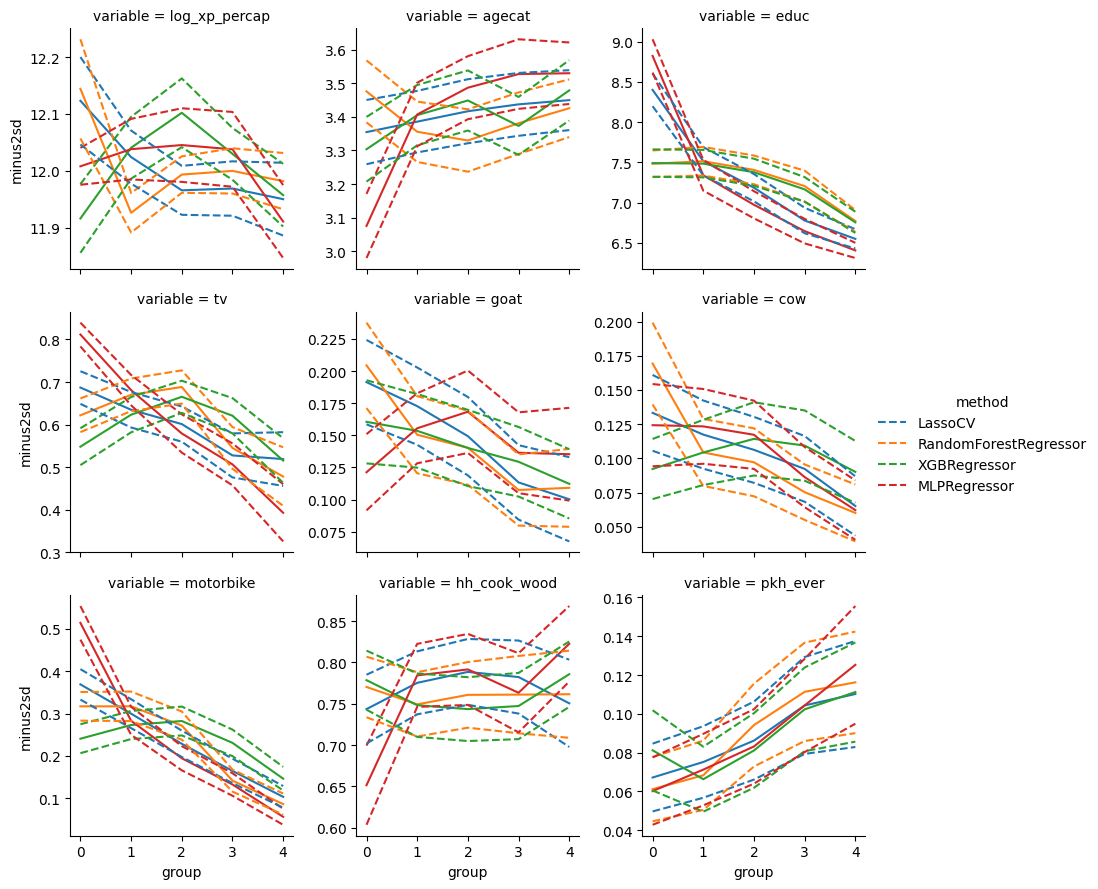 variable = log_xp_percap
variable = agecat
variable = educ
minus2sd
12.2
12.1
12.0
11.9
3.6
3.5
3.4
3.3
3.2
3.1
3.0
9.0
8.5
8.0
7.5
7.0
6.5
variable = tv
variable = goat
variable = cow
minus2sd
0.8
0.7
0.6
0.5
0.4
0.3
0.225
0.200
0.175
0.150
0.125
0.100
0.075
0.200
0.175
0.150
0.125
0.100
0.075
0.050
method
LassoCV
RandomForestRegressor
XGBRegressor
MLPRegressor
variable = motorbike
variable = hh_cook_wood
variable = pkh_ever
minus2sd
0.5
0.4
0.3
0.2
0.1
0.85
0.80
0.75
0.70
0.65
0.60
0.16
0.14
0.12
0.10
0.08
0.06
0.04
0 1 2 3 4
0 1 2 3 4
0 1 2 3 4
group
group
group